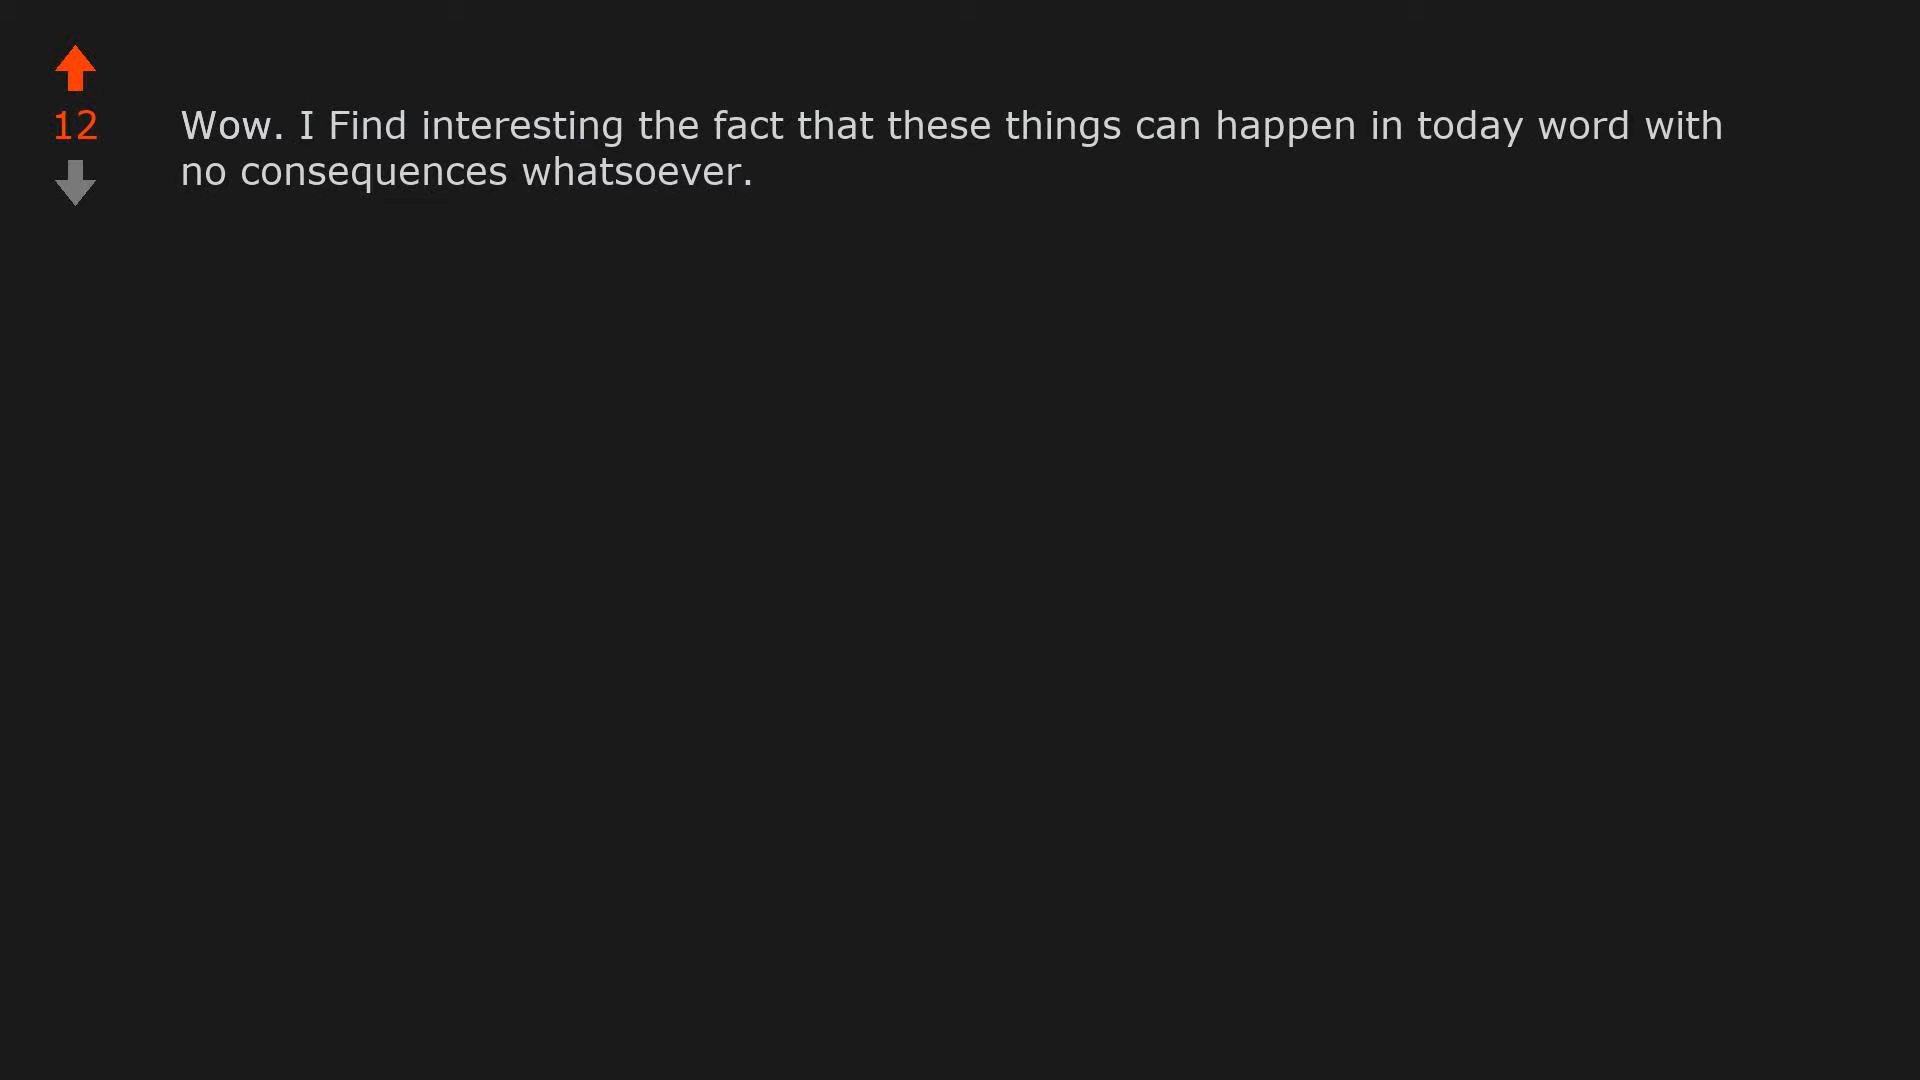 12
Wow. I Find interesting the fact that these things can happen in today word with
no consequences whatsoever.